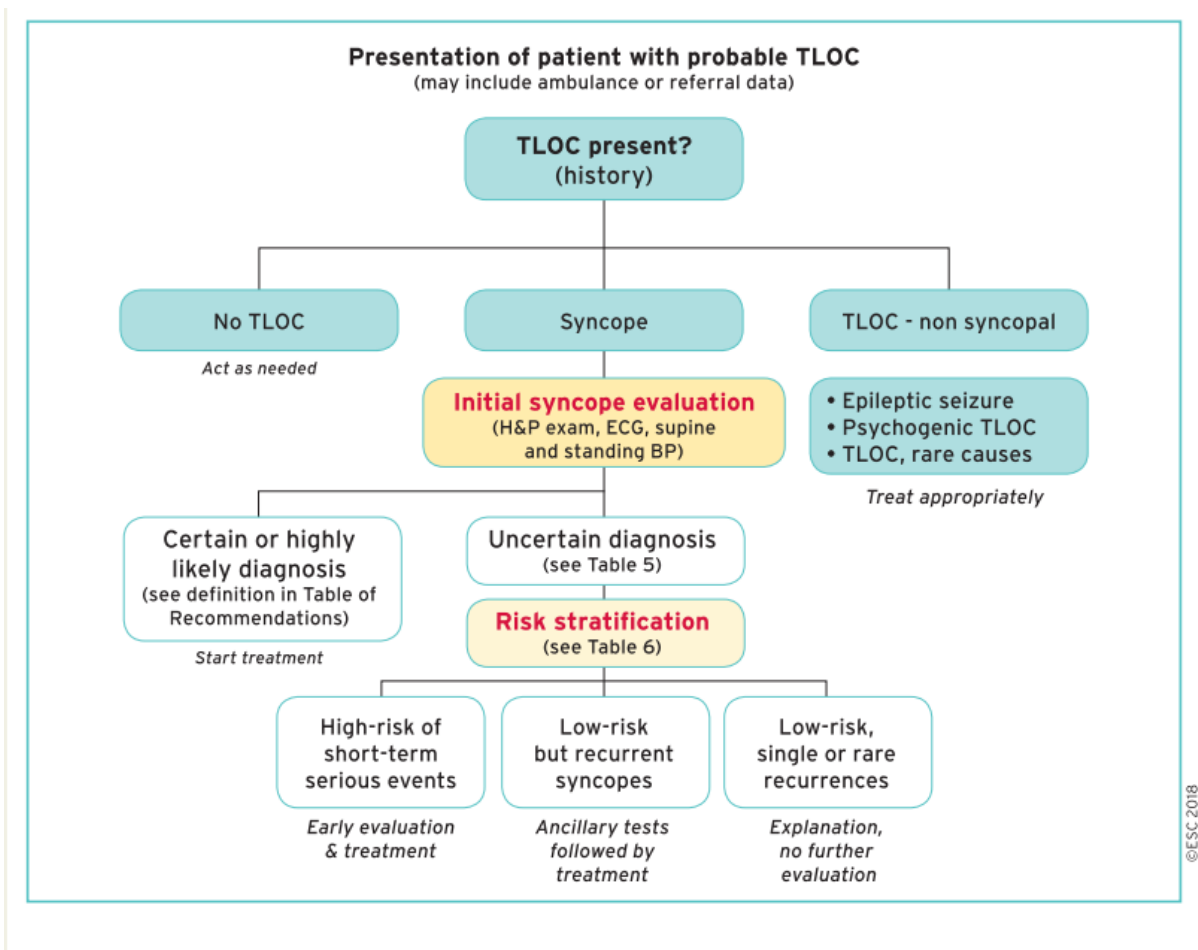 Presentation of patient with probable TLOC
(may include ambulance or referral data)
TLOC present?
(history)
No TLOC
Act as needed
Syncope
TLOC - non syncopal
• Epileptic seizure
• Psychogenic TLOC
• TLOC, rare causes
Treat appropriately
Initial syncope evaluation
(H&P exam, ECG, supine
and standing BP)
Certain or highly
likely diagnosis
(see definition in Table of
Recommendations)
Start treatment
Uncertain diagnosis
(see Table 5)
Risk stratification
(see Table 6)
High-risk of
short-term
serious events
Early evaluation
& treatment
Low-risk
but recurrent
syncopes
Ancillary tests
followed by
treatment
Low-risk,
single or rare
recurrences
Explanation,
no further
evaluation
©ESC 2018